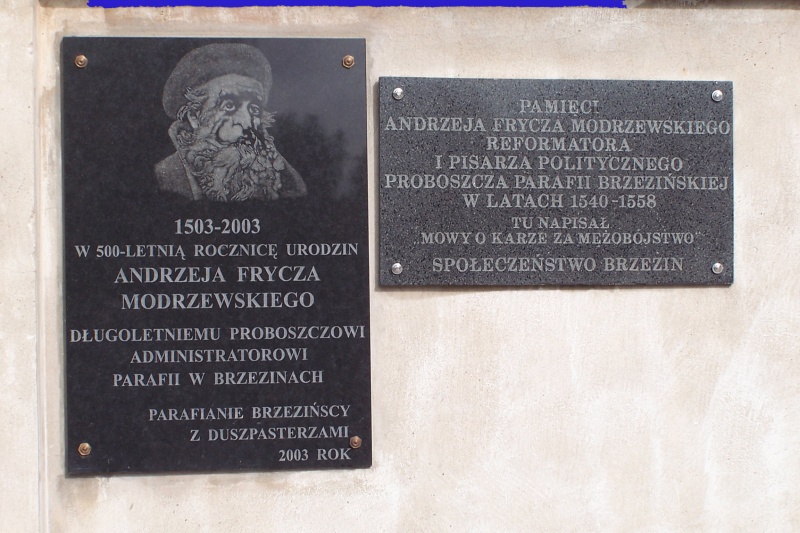 1503-2003
W 500-LETNIĄ ROCZNICĘ URODZIN
ANDRZEJA FRYCZA
MODRZEWSKIEGO
DŁUGOLETNIEMU PROBOSZCZOWI
ADMINISTRATOROWI
PARAFII W BRZEZINACH
PARAFIANIE BRZEZIŃSCY
Z DUSZPASTERZAMI
2003 ROK
PAMIĘCI
ANDRZEJA FRYCZA MODRZEWSKIEGO
REFORMATORA
I PISARZA POLITYCZNEGO
PROBOSZCZA PARAFII BRZEZIŃSKIEJ
W LATACH 1540-1558
TU NAPISAŁ
"MOWY O KARZE ZA MĘŻOBÓJSTWO"
SPOŁECZEŃSTWO BRZEZIN